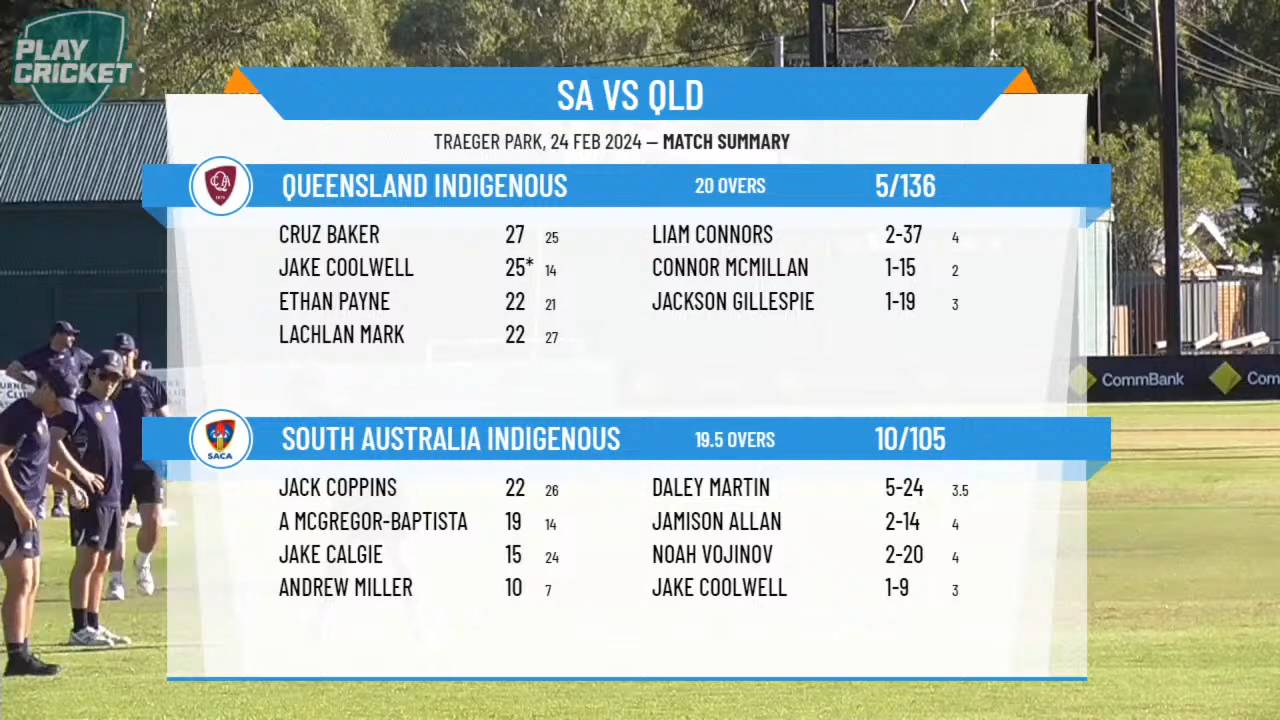 PLAY
CRICKET
SA VS QLD
TRAEGER PARK, 24 FEB 2024 – MATCH SUMMARY
QUEENSLAND INDIGENOUS 20 OVERS 5/136
CRUZ BAKER 27 25 LIAM CONNORS 2-37 4
JAKE COOLWELL 25* 14 CONNOR MCMILLAN 1-15 2
ETHAN PAYNE 22 21 JACKSON GILLESPIE 1-19 3
LACHLAN MARK 22 27
CommBank Com
SACA
SOUTH AUSTRALIA INDIGENOUS 19.5 OVERS 10/105
JACK COPPINS 22 26 DALEY MARTIN 5-24 3.5
A MCGREGOR-BAPTISTA 19 14 JAMISON ALLAN 2-14 4
JAKE CALGIE 15 24 NOAH VOJINOV 2-20 4
ANDREW MILLER 10 7 JAKE COOLWELL 1-9 3